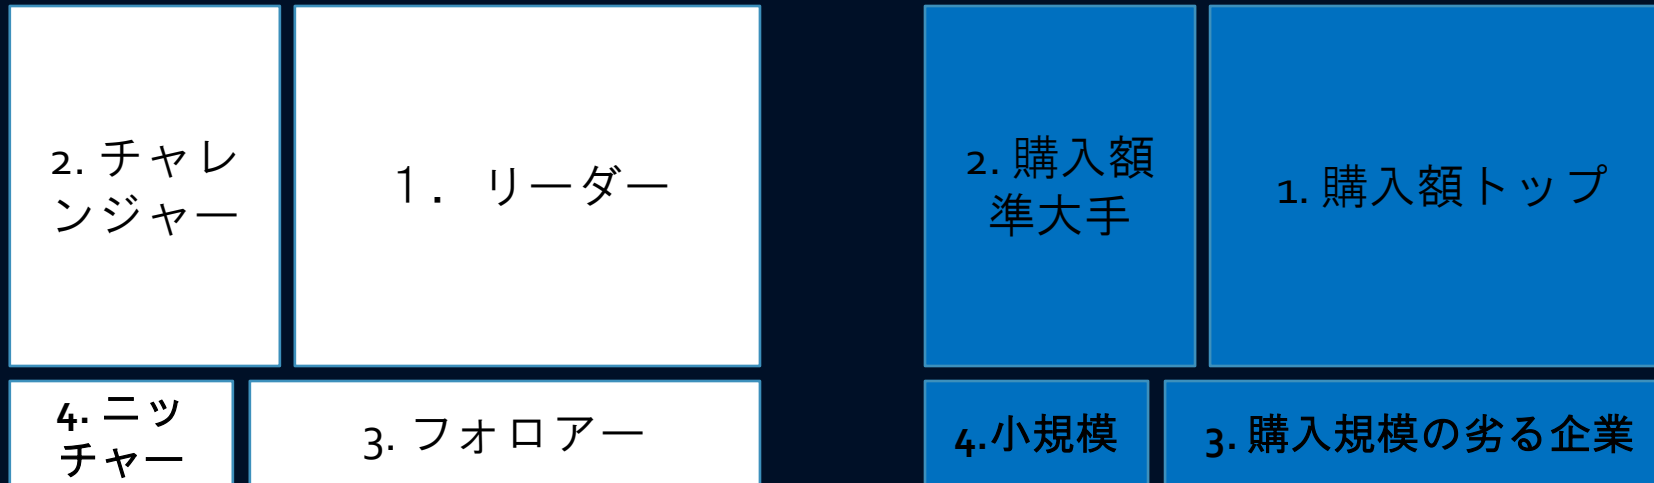 2. チャレ
ンジャー
１． リーダー
4. ニッ
チャー
3. フォロアー
2. 購入額
準大手
1. 購入額トップ
4.小規模
3. 購入規模の劣る企業